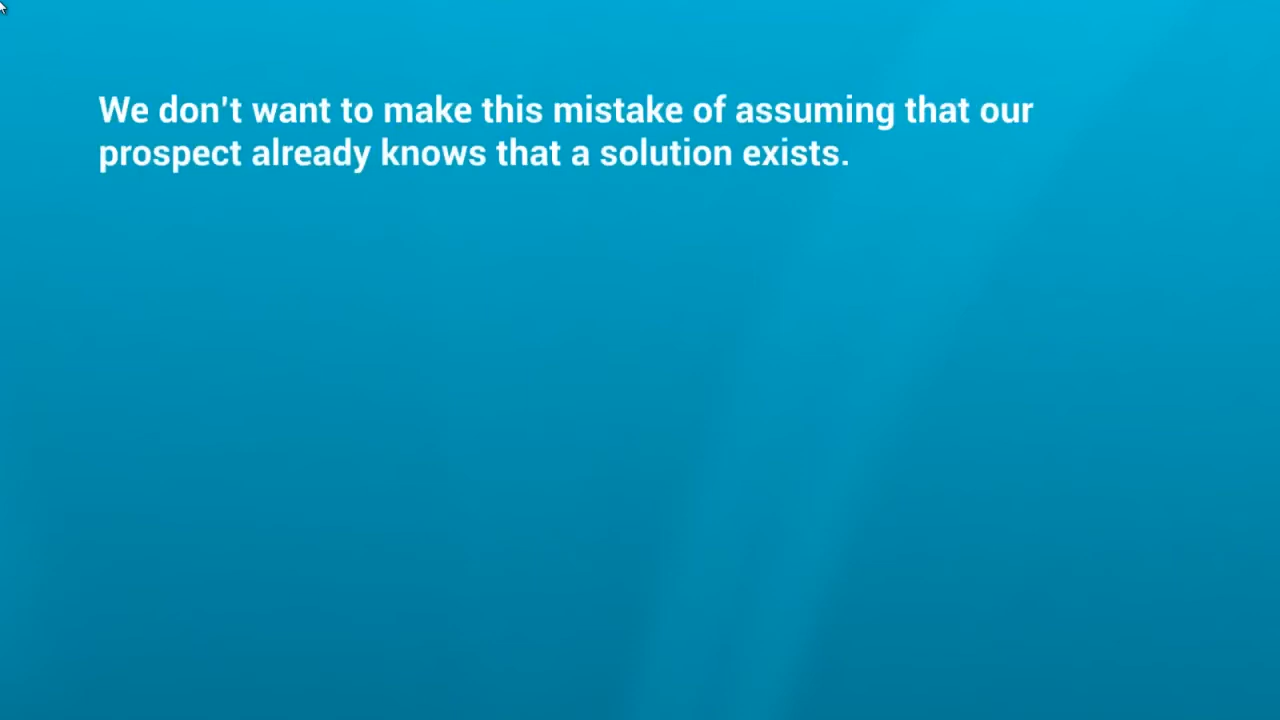 We don't want to make this mistake of assuming that our
prospect already knows that a solution exists.